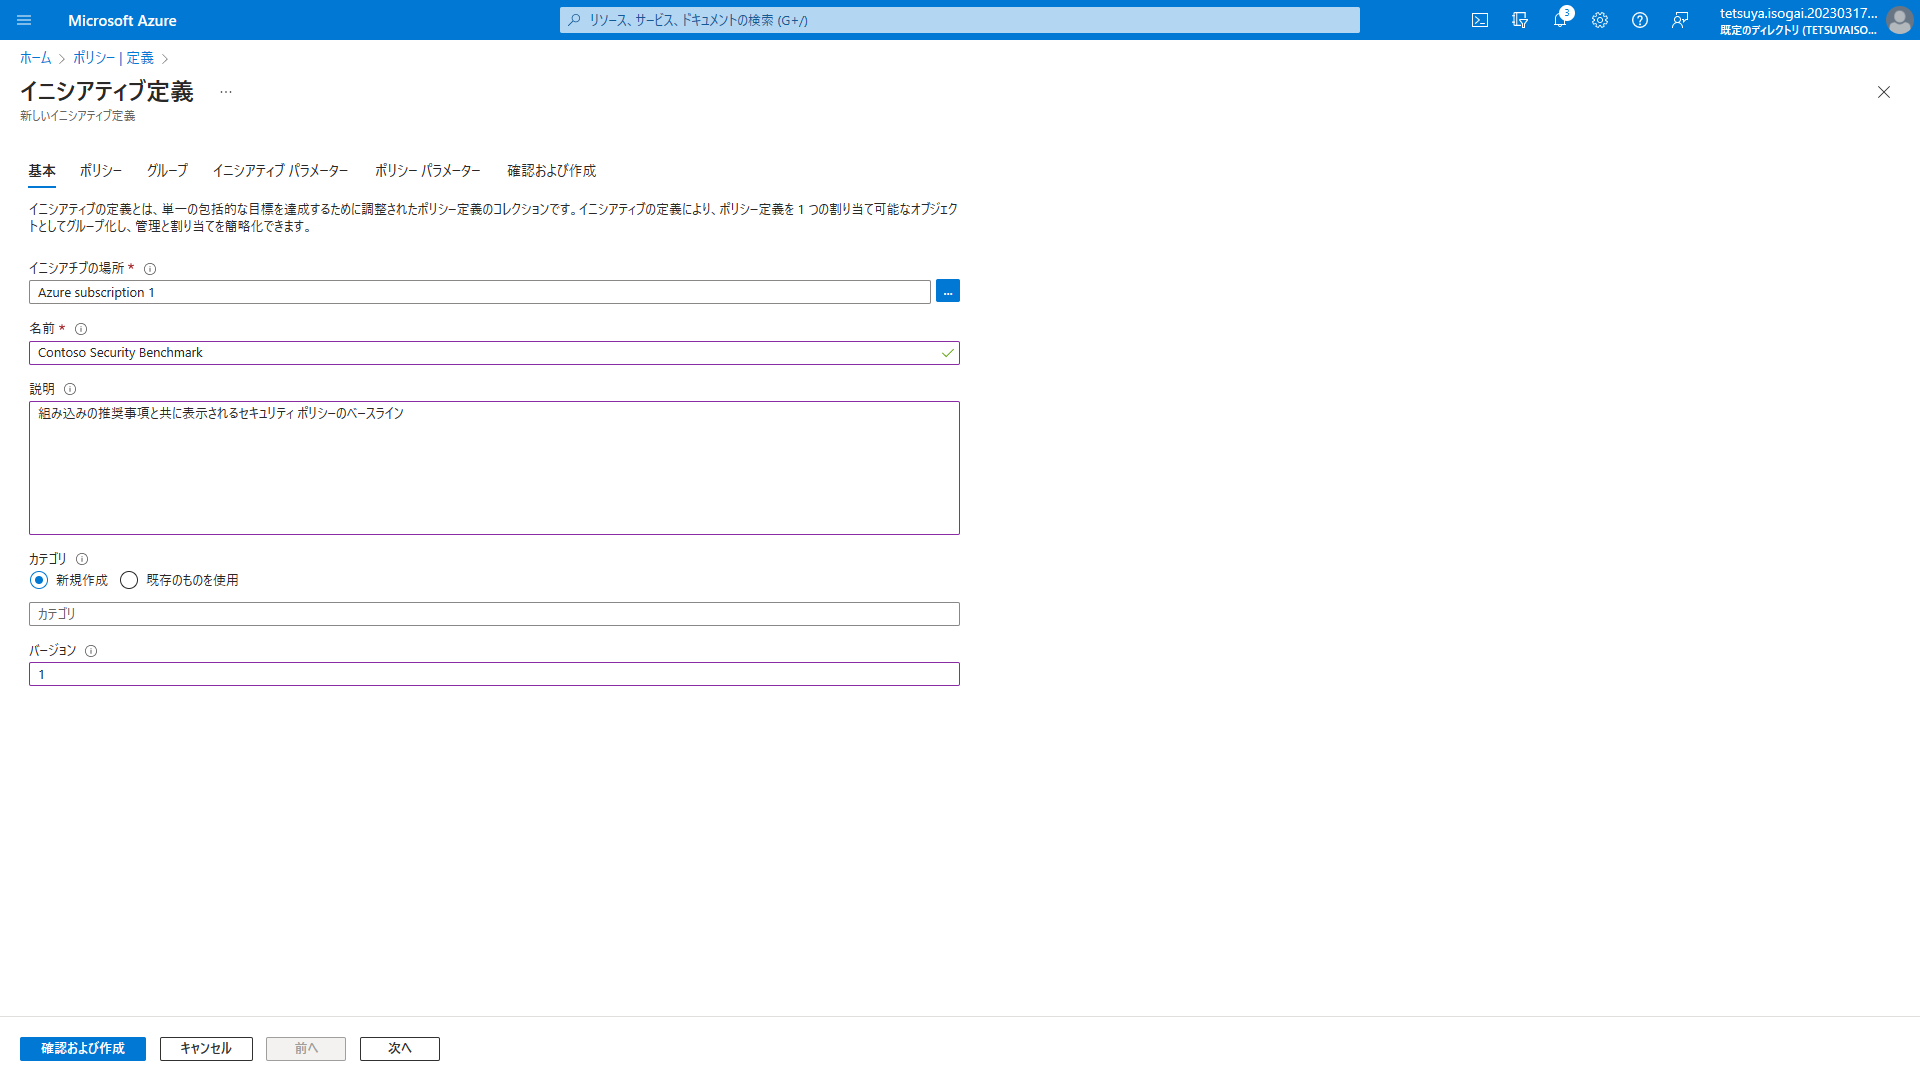 Microsoft Azure
リソース、サービス、ドキュメントの検索 (G+/)
3
tetsuya.isogai.20230317...
既定のディレクトリ (TETSUYAISO...
ホーム
ポリシー | 定義
イニシアティブ定義
...
新しいイニシアティブ定義
基本
ポリシー
グループ
イニシアティブ パラメーター
ポリシー パラメーター
確認および作成
イニシアティブの定義とは、単一の包括的な目標を達成するために調整されたポリシー定義のコレクションです。イニシアティブの定義により、ポリシー定義を 1 つの割り当て可能なオブジェク
トとしてグループ化し、管理と割り当てを簡略化できます。
イニシアチブの場所 *
Azure subscription 1
...
名前 *
Contoso Security Benchmark
説明
組み込みの推奨事項と共に表示されるセキュリティ ポリシーのベースライン
カテゴリ
新規作成
既存のものを使用
カテゴリ
バージョン
1
確認および作成
キャンセル
前へ
次へ